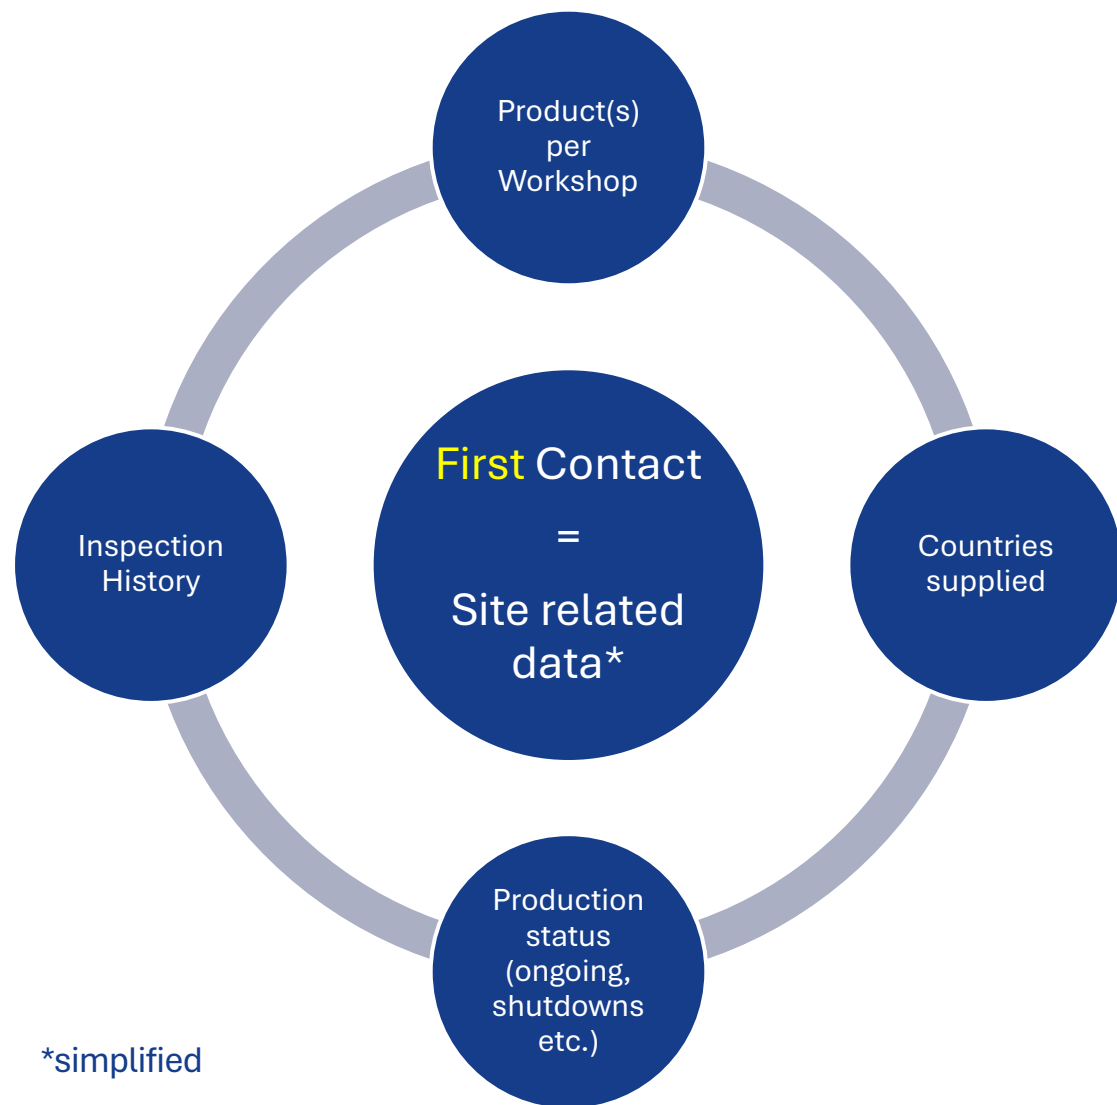 Product(s)
per
Workshop
First Contact
=
Site related
data*
Inspection
History
Countries
supplied
Production
status
(ongoing,
shutdowns
etc.)
*simplified